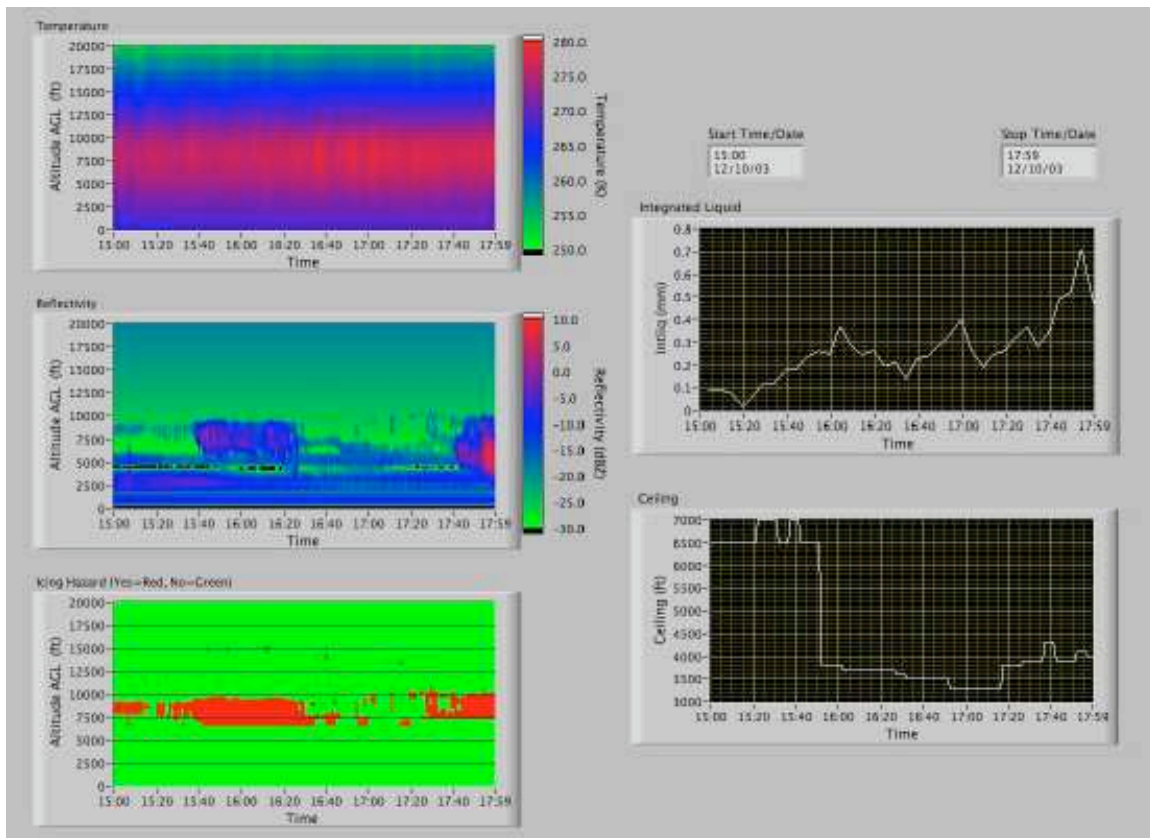 Temperature
20000
17500
15000
12500
10000
7500
5000
2500
0
Altitude AGL (ft)
15:00 15:20 15:40 16:00 16:20 16:40 17:00 17:20 17:40 17:59
Time
280.0
275.0
270.0
265.0
260.0
255.0
250.0
Temperature (K)
Reflectivity
20000
17500
15000
12500
10000
7500
5000
2500
0
Altitude AGL (ft)
15:00 15:20 15:40 16:00 16:20 16:40 17:00 17:20 17:40 17:59
Time
10.0
5.0
0.0
-5.0
-10.0
-15.0
-20.0
-25.0
-30.0
Reflectivity (dBZ)
Icing Hazard (Yes=Red, No=Green)
20000
17500
15000
12500
10000
7500
5000
2500
0
Altitude AGL (ft)
15:00 15:20 15:40 16:00 16:20 16:40 17:00 17:20 17:40 17:59
Time
Start Time/Date
15:00
12/10/03
Stop Time/Date
17:59
12/10/03
Integrated Liquid
0.8
0.7
0.6
0.5
0.4
0.3
0.2
0.1
0
IntLiq (mm)
15:00 15:20 15:40 16:00 16:20 16:40 17:00 17:20 17:40 17:59
Time
Ceiling
7000
6500
6000
5500
5000
4500
4000
3500
3000
Ceiling (ft)
15:00 15:20 15:40 16:00 16:20 16:40 17:00 17:20 17:40 17:59
Time